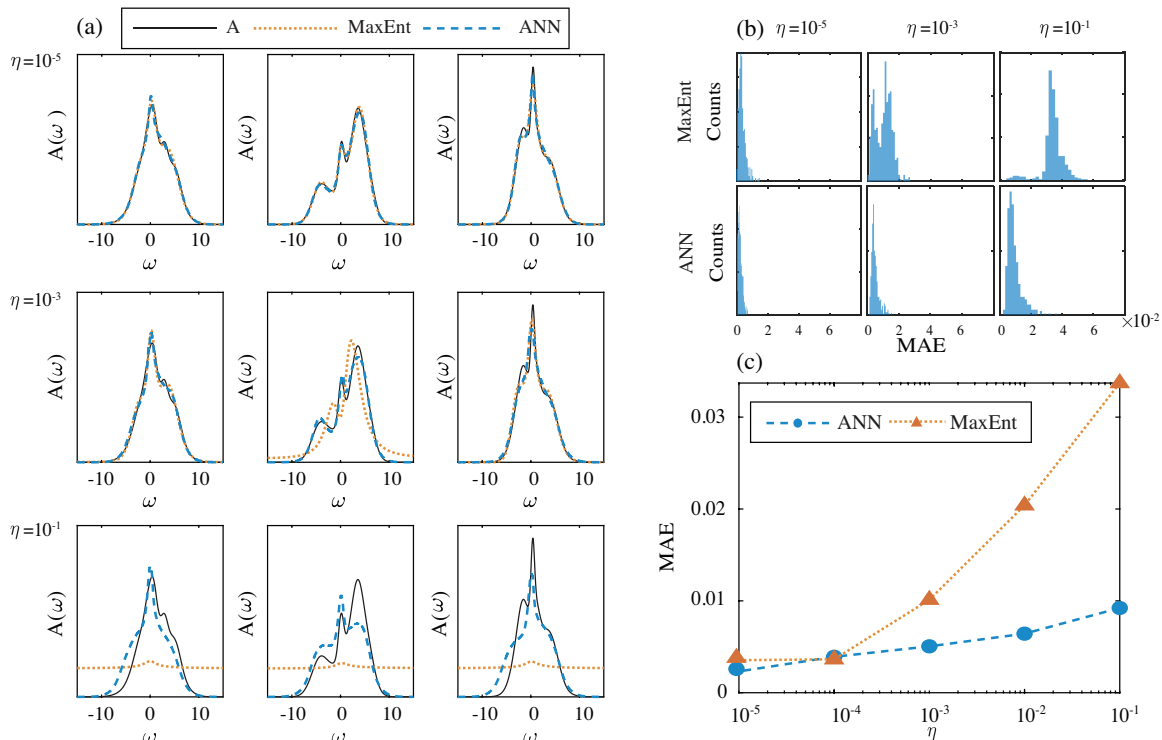 (a)
A MaxEnt ANN
η=10⁻⁵
A(ω) A(ω) A(ω)
-10 0 10 -10 0 10 -10 0 10
ω ω ω
η=10⁻³
A(ω) A(ω) A(ω)
-10 0 10 -10 0 10 -10 0 10
ω ω ω
η=10⁻¹
A(ω) A(ω) A(ω)
-10 0 10 -10 0 10 -10 0 10
ω ω ω
(b)
η =10⁻⁵ η =10⁻³ η =10⁻¹
MaxEnt
Counts
ANN
Counts
0 2 4 6 0 2 4 6 0 2 4 6
×10⁻²
MAE
(c)
ANN MaxEnt
MAE
0.03
0.02
0.01
0
10⁻⁵ 10⁻⁴ 10⁻³ 10⁻² 10⁻¹
η